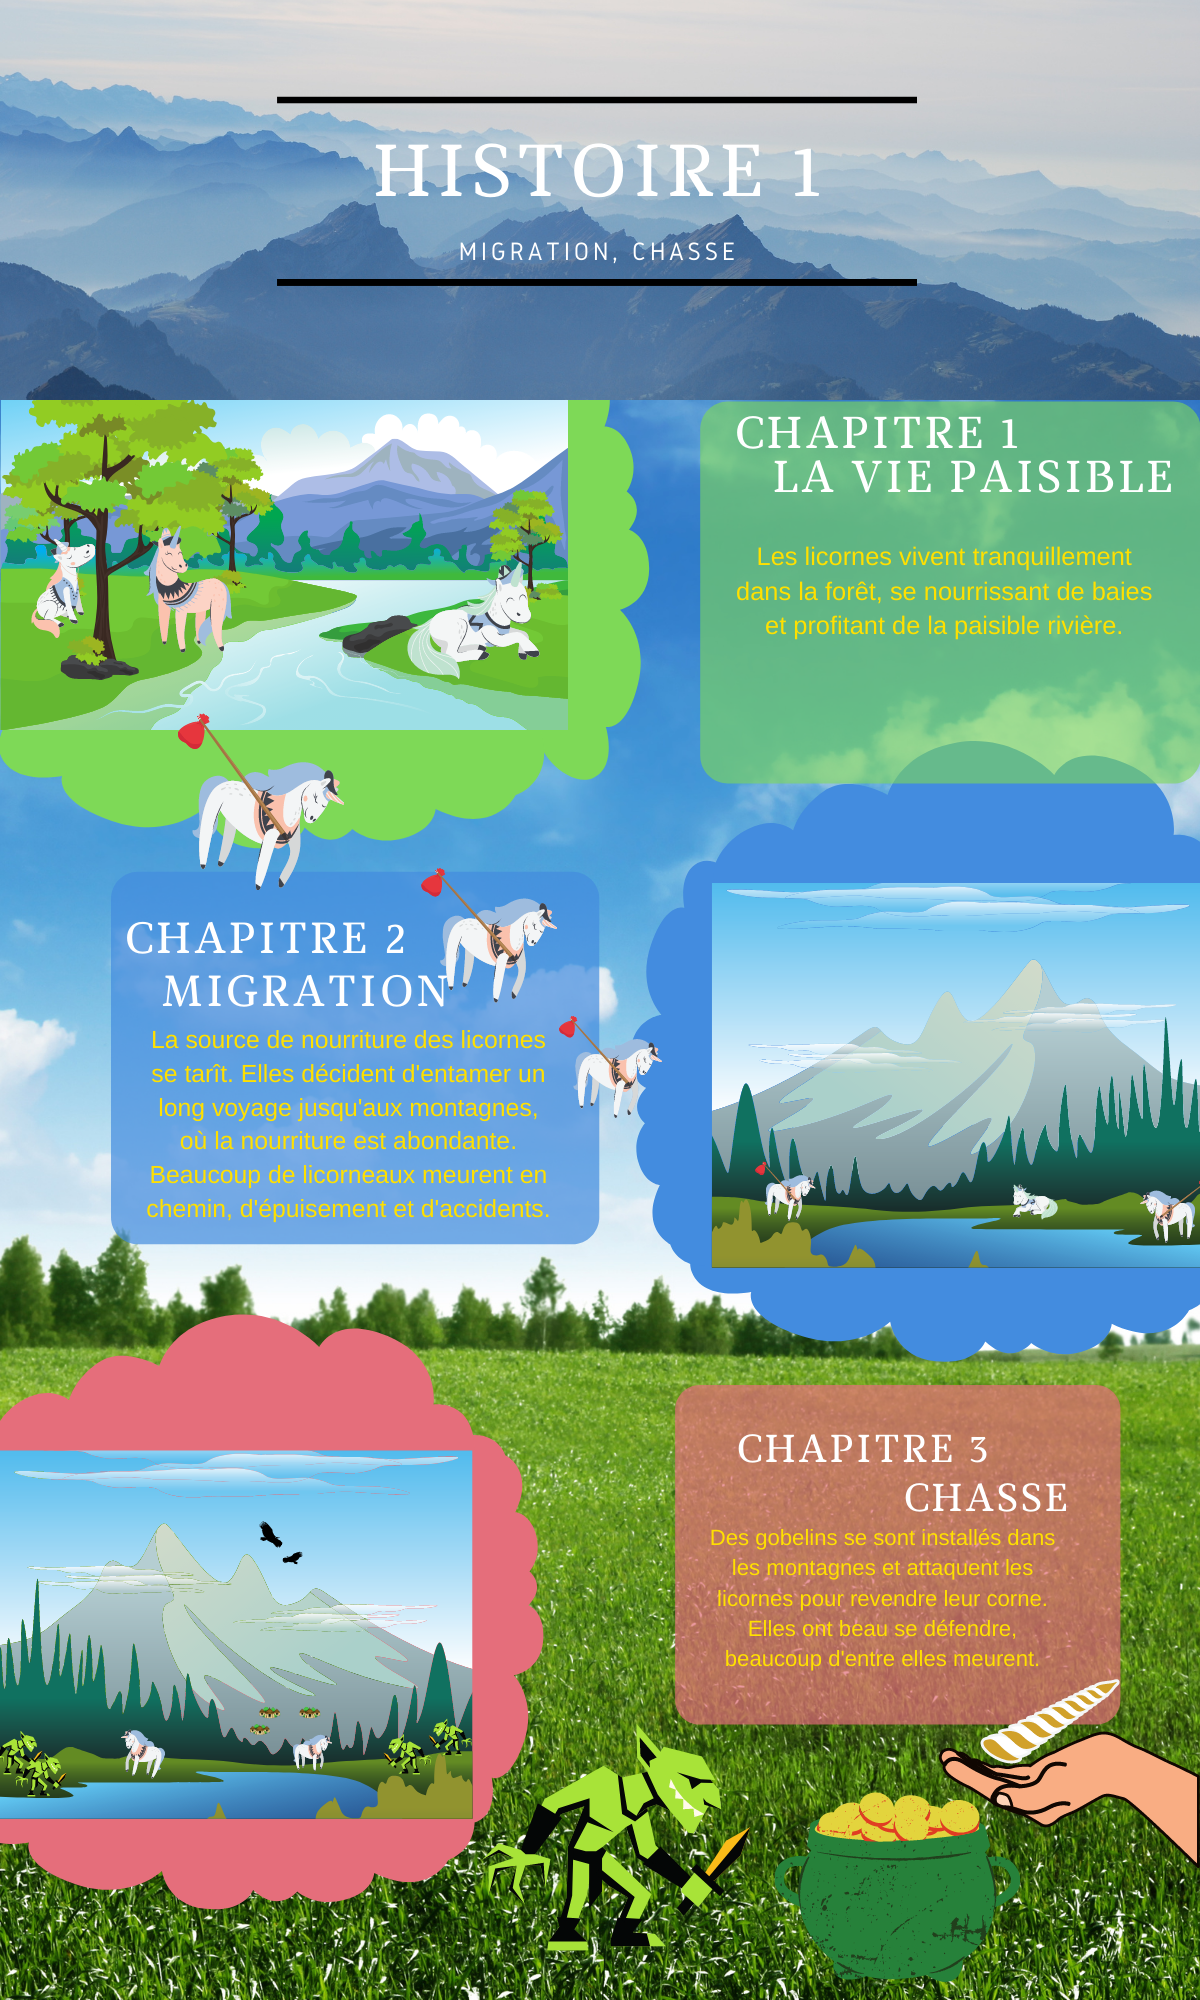 HISTOIRE 1
MIGRATION, CHASSE
CHAPITRE 1
LA VIE PAISIBLE
Les licornes vivent tranquillement
dans la forêt, se nourrissant de baies
et profitant de la paisible rivière.
CHAPITRE 2
MIGRATION
La source de nourriture des licornes
se tarît. Elles décident d'entamer un
long voyage jusqu'aux montagnes,
où la nourriture est abondante.
Beaucoup de licorneaux meurent en
chemin, d'épuisement et d'accidents.
CHAPITRE 3
CHASSE
Des gobelins se sont installés dans
les montagnes et attaquent les
licornes pour revendre leur corne.
Elles ont beau se défendre,
beaucoup d'entre elles meurent.